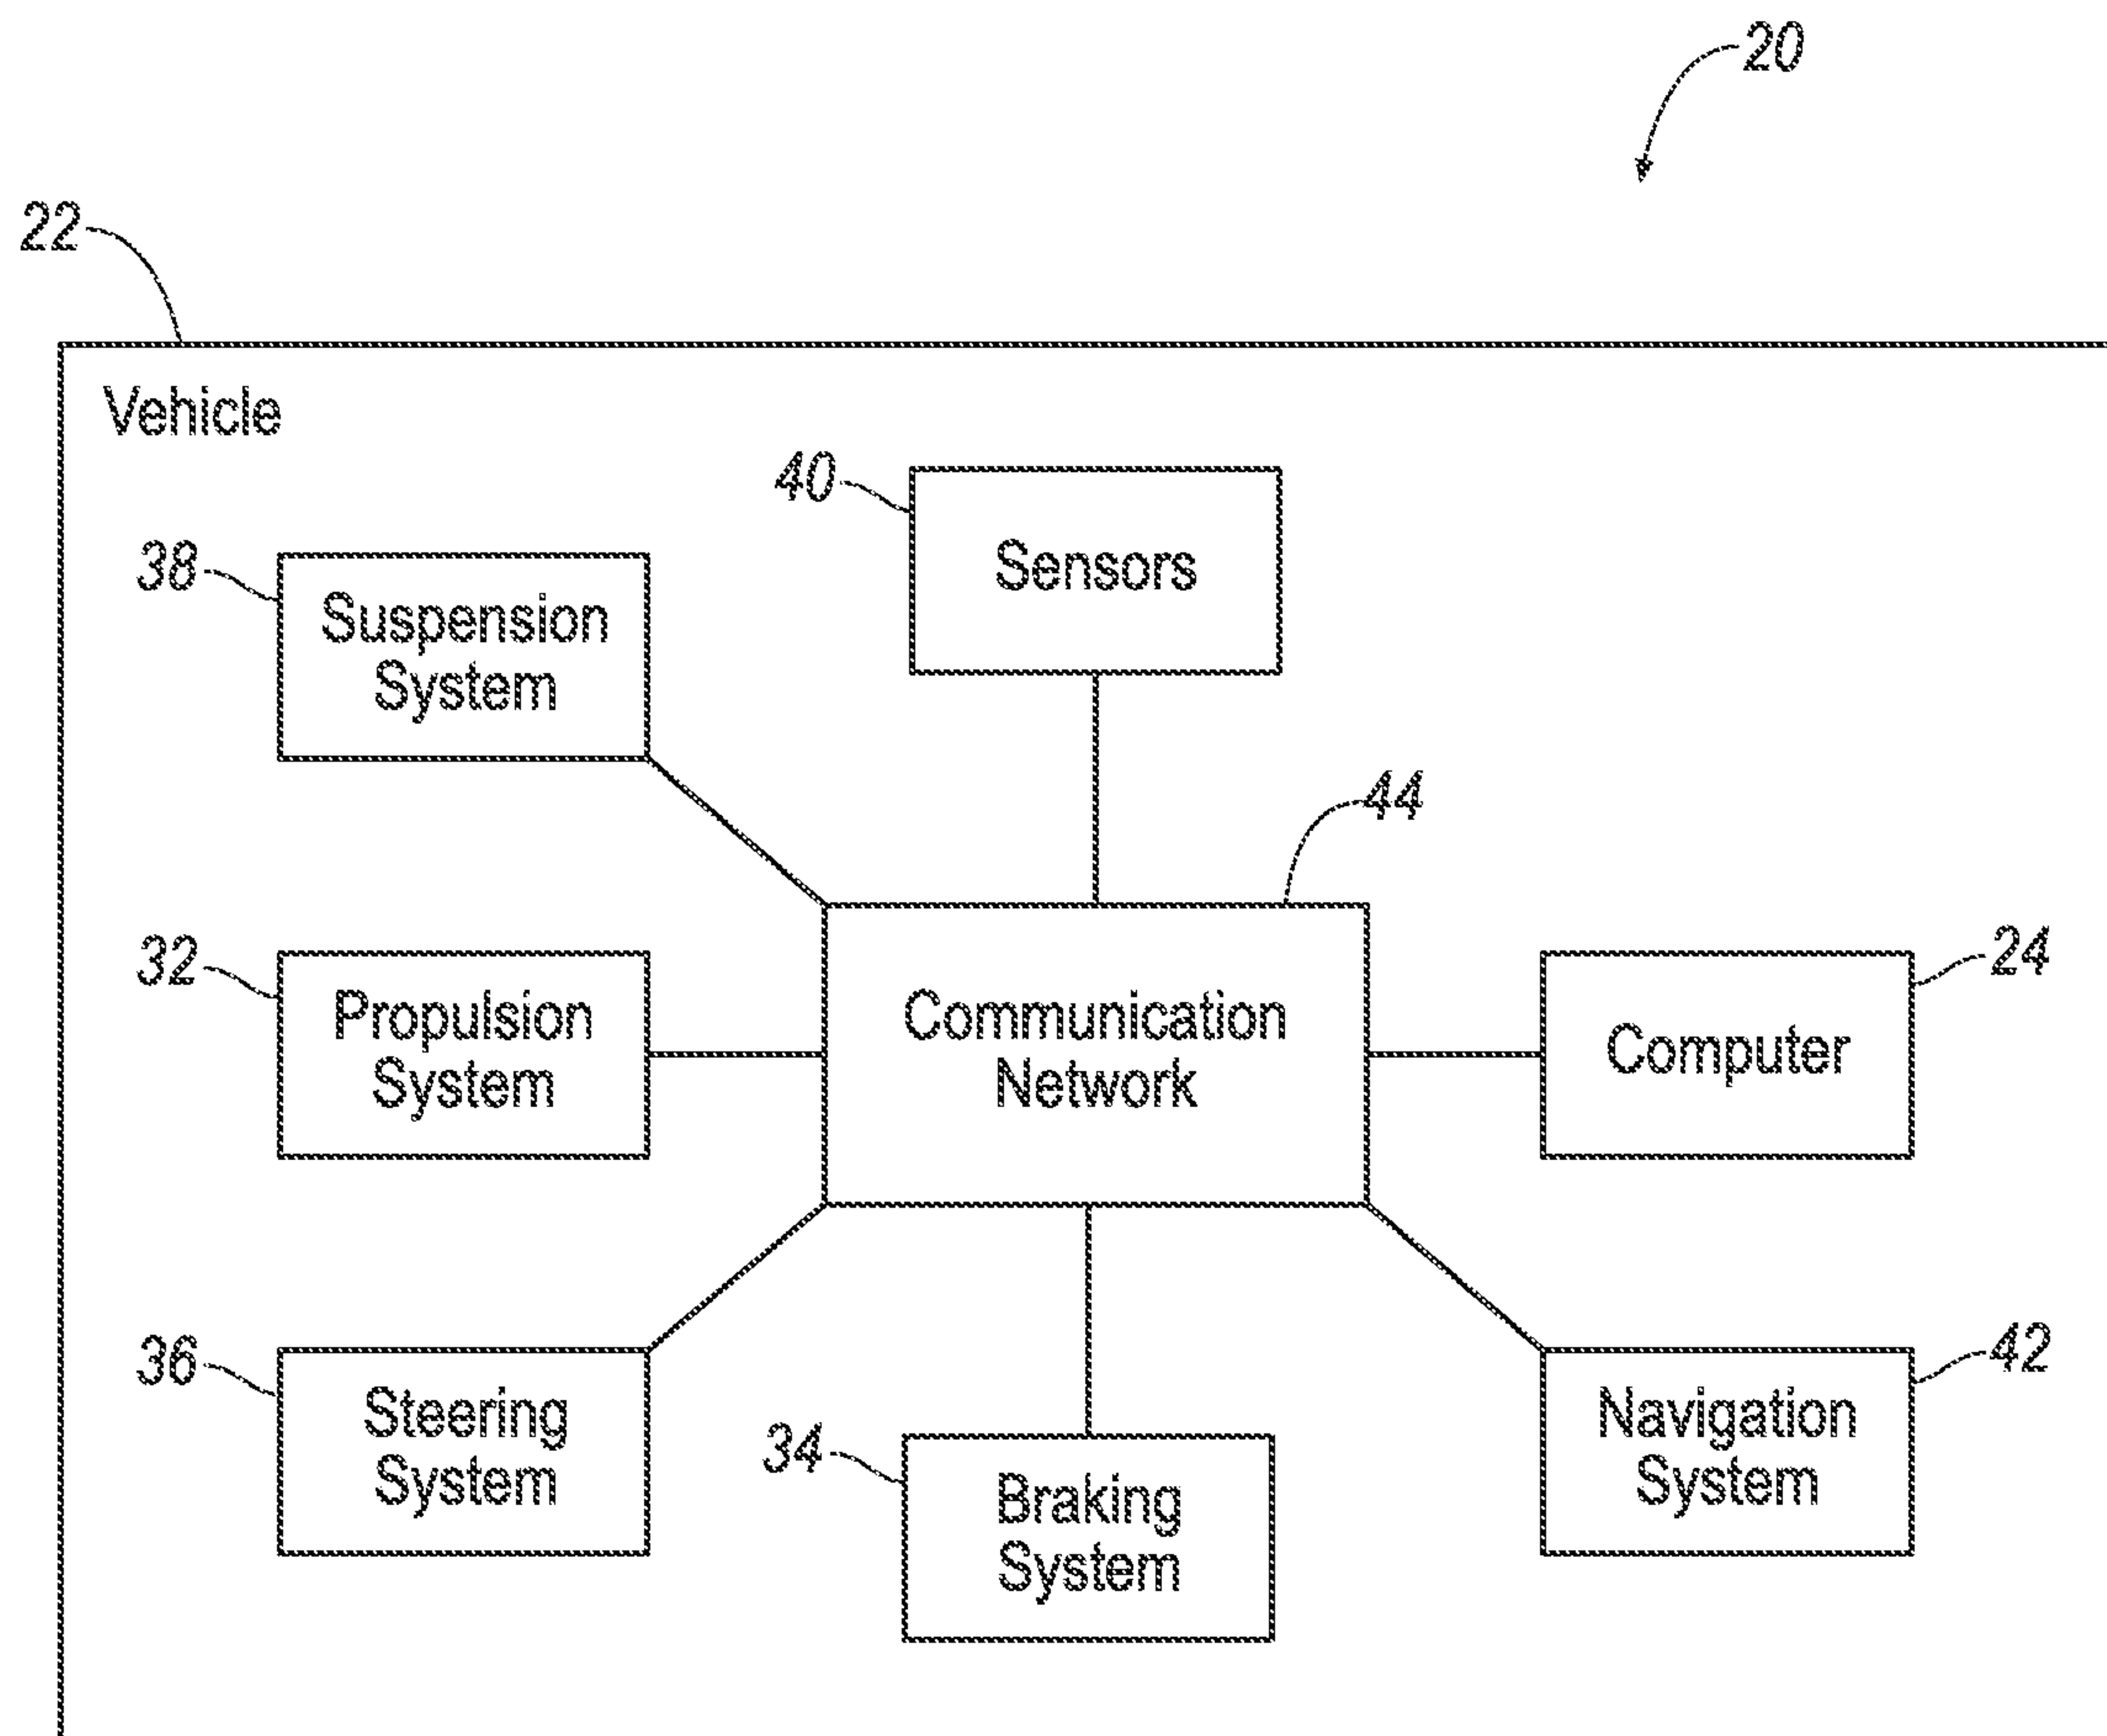 20
22
Vehicle
40
Sensors
38
Suspension
System
44
32
Propulsion
System
Communication
Network
24
Computer
36
Steering
System
34
Braking
System
42
Navigation
System